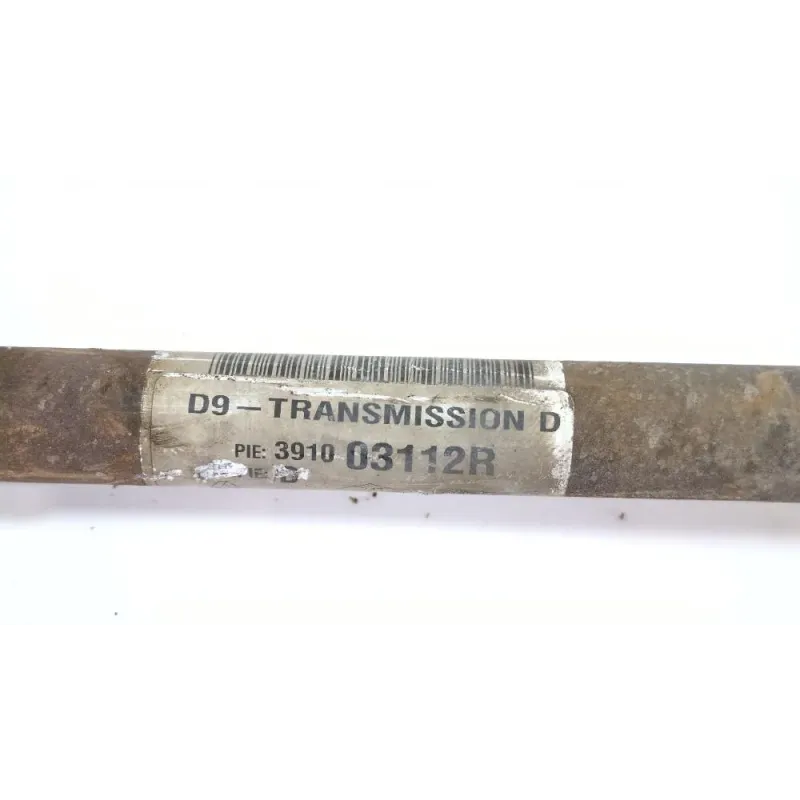 D9 – TRANSMISSION D
PIE: 3910 03112R